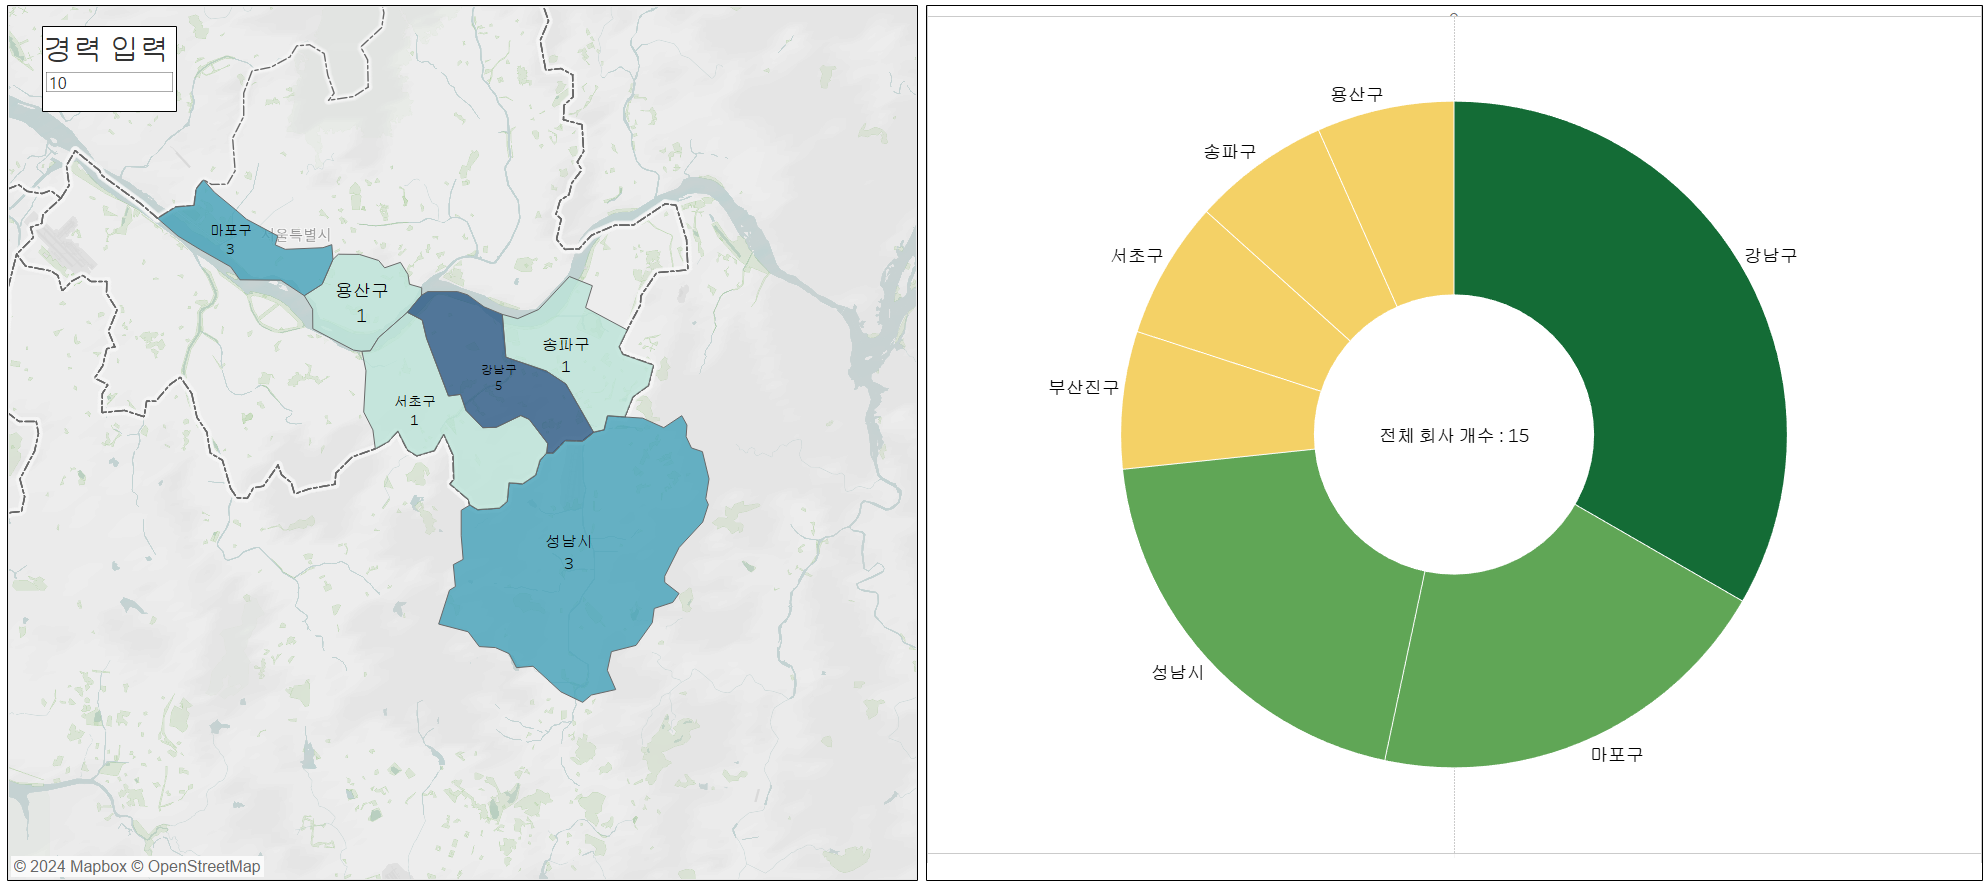 경력 입력
10
마포구
3
서울특별시
용산구
1
강남구
5
송파구
1
서초구
1
성남시
3
© 2024 Mapbox © OpenStreetMap
용산구
송파구
서초구
강남구
부산진구
전체 회사 개수 : 15
성남시
마포구